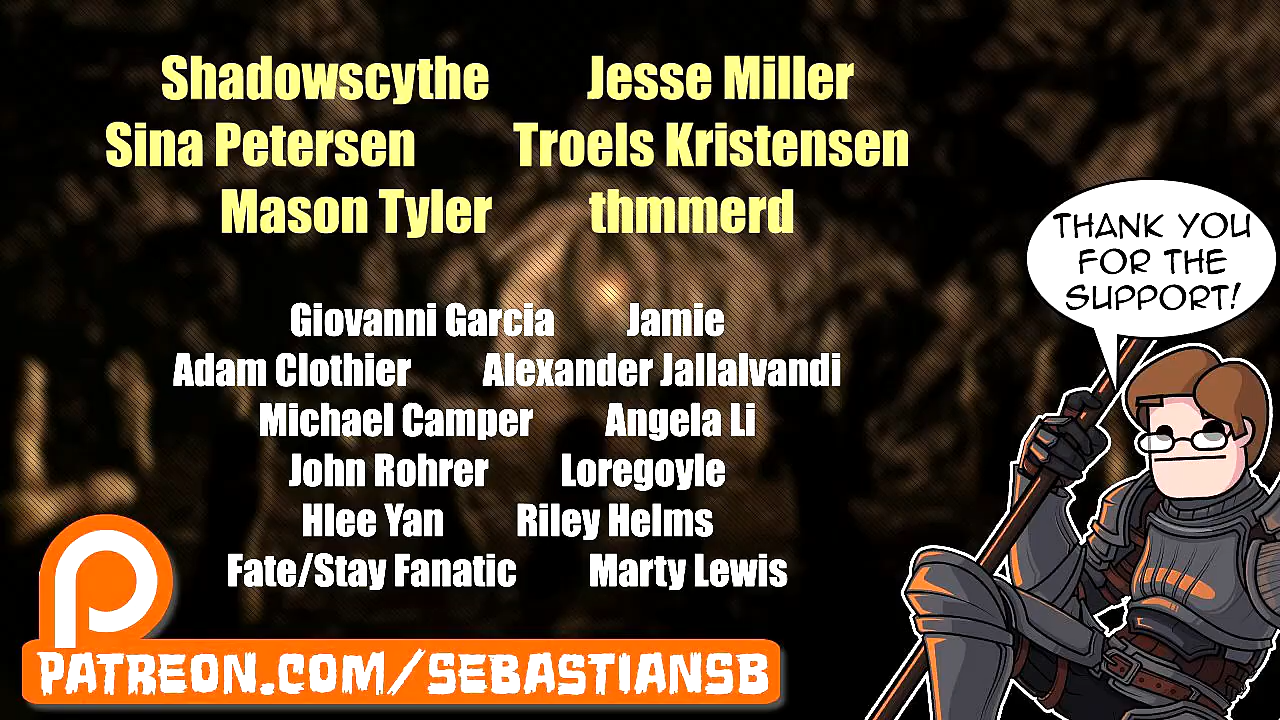 Shadowscythe Jesse Miller
Sina Petersen Troels Kristensen
Mason Tyler thmmerd
Giovanni Garcia Jamie
Adam Clothier Alexander Jallalvandi
Michael Camper Angela Li
John Rohrer Loregoyle
Hlee Yan Riley Helms
Fate/Stay Fanatic Marty Lewis
PATREON.COM/SEBASTIANSB
THANK YOU
FOR THE
SUPPORT!